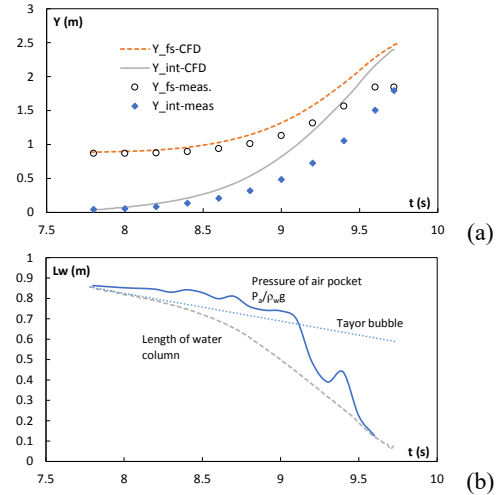 Y (m)
3
2.5
2
1.5
1
0.5
0
Y_fs-CFD
Y_int-CFD
Y_fs-meas.
Y_int-meas
t (s)
7.5 8 8.5 9 9.5 10
(a)
Lw (m)
1
0.9
0.8
0.7
0.6
0.5
0.4
0.3
0.2
0.1
0
Pressure of air pocket
Pₐ/ρwg
Tayor bubble
Length of water
column
t (s)
7.5 8 8.5 9 9.5 10
(b)